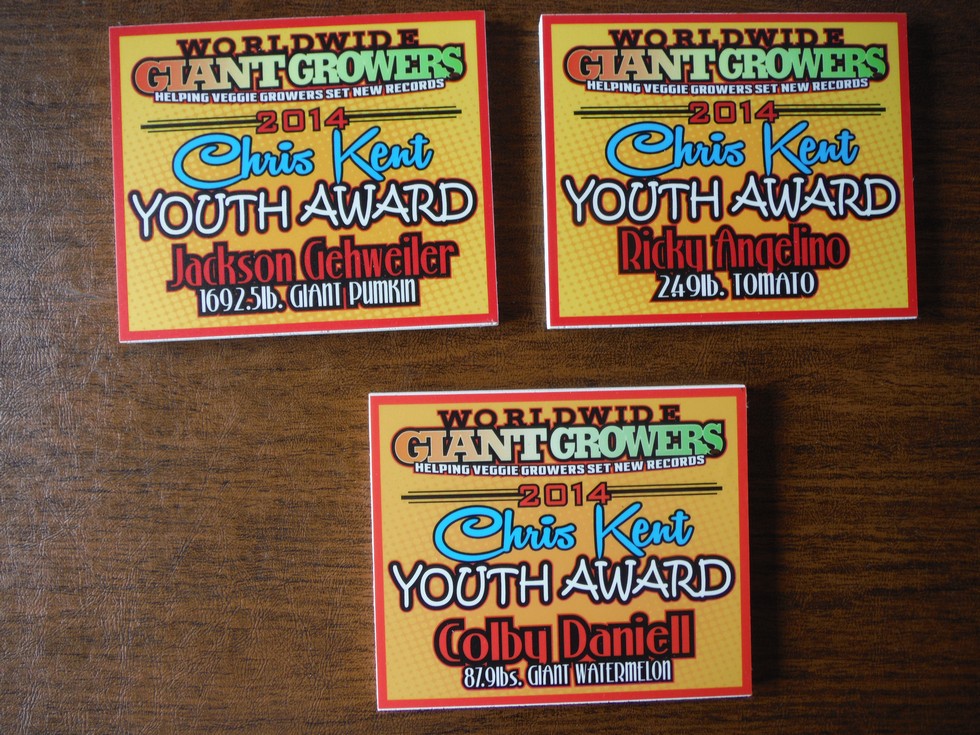 WORLDWIDE
GIANT GROWERS
HELPING VEGGIE GROWERS SET NEW RECORDS
2014
Chris Kent
YOUTH AWARD
Jackson Gehweiler
1692.5lb. GIANT PUMKIN
WORLDWIDE
GIANT GROWERS
HELPING VEGGIE GROWERS SET NEW RECORDS
2014
Chris Kent
YOUTH AWARD
Ricky Angelino
2.49lb. TOMATO
WORLDWIDE
GIANT GROWERS
HELPING VEGGIE GROWERS SET NEW RECORDS
2014
Chris Kent
YOUTH AWARD
Colby Daniell
87.9lbs. GIANT WATERMELON